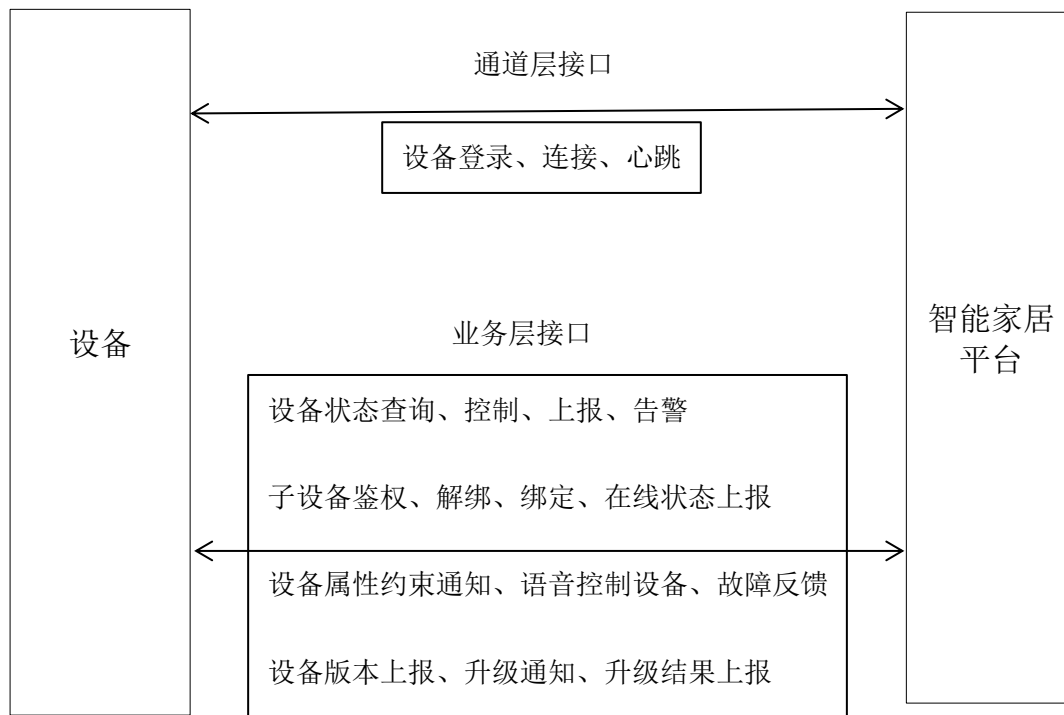 通道层接口
设备登录、连接、心跳
设备
智能家居
平台
业务层接口
设备状态查询、控制、上报、告警
子设备鉴权、解绑、绑定、在线状态上报
设备属性约束通知、语音控制设备、故障反馈
设备版本上报、升级通知、升级结果上报